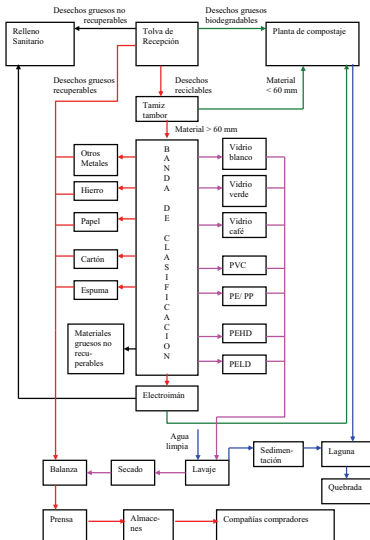 Desechos gruesos no
recuperables
Desechos gruesos
biodegradables
Relleno
Sanitario
Tolva de
Recepción
Planta de compostaje
Desechos gruesos
recuperables
Desechos
reciclables
Material
< 60 mm
Tamiz
tambor
Material > 60 mm
BANDA DE CLASIFICACION
Otros
Metales
Hierro
Papel
Cartón
Espuma
Materiales
gruesos no
recu-
perables
Vidrio
blanco
Vidrio
verde
Vidrio
café
PVC
PE/ PP
PEHD
PELD
Electroimán
Agua
limpia
Balanza
Secado
Lavaje
Sedimen-
tación
Laguna
Quebrada
Prensa
Almace-
nes
Compañías compradores